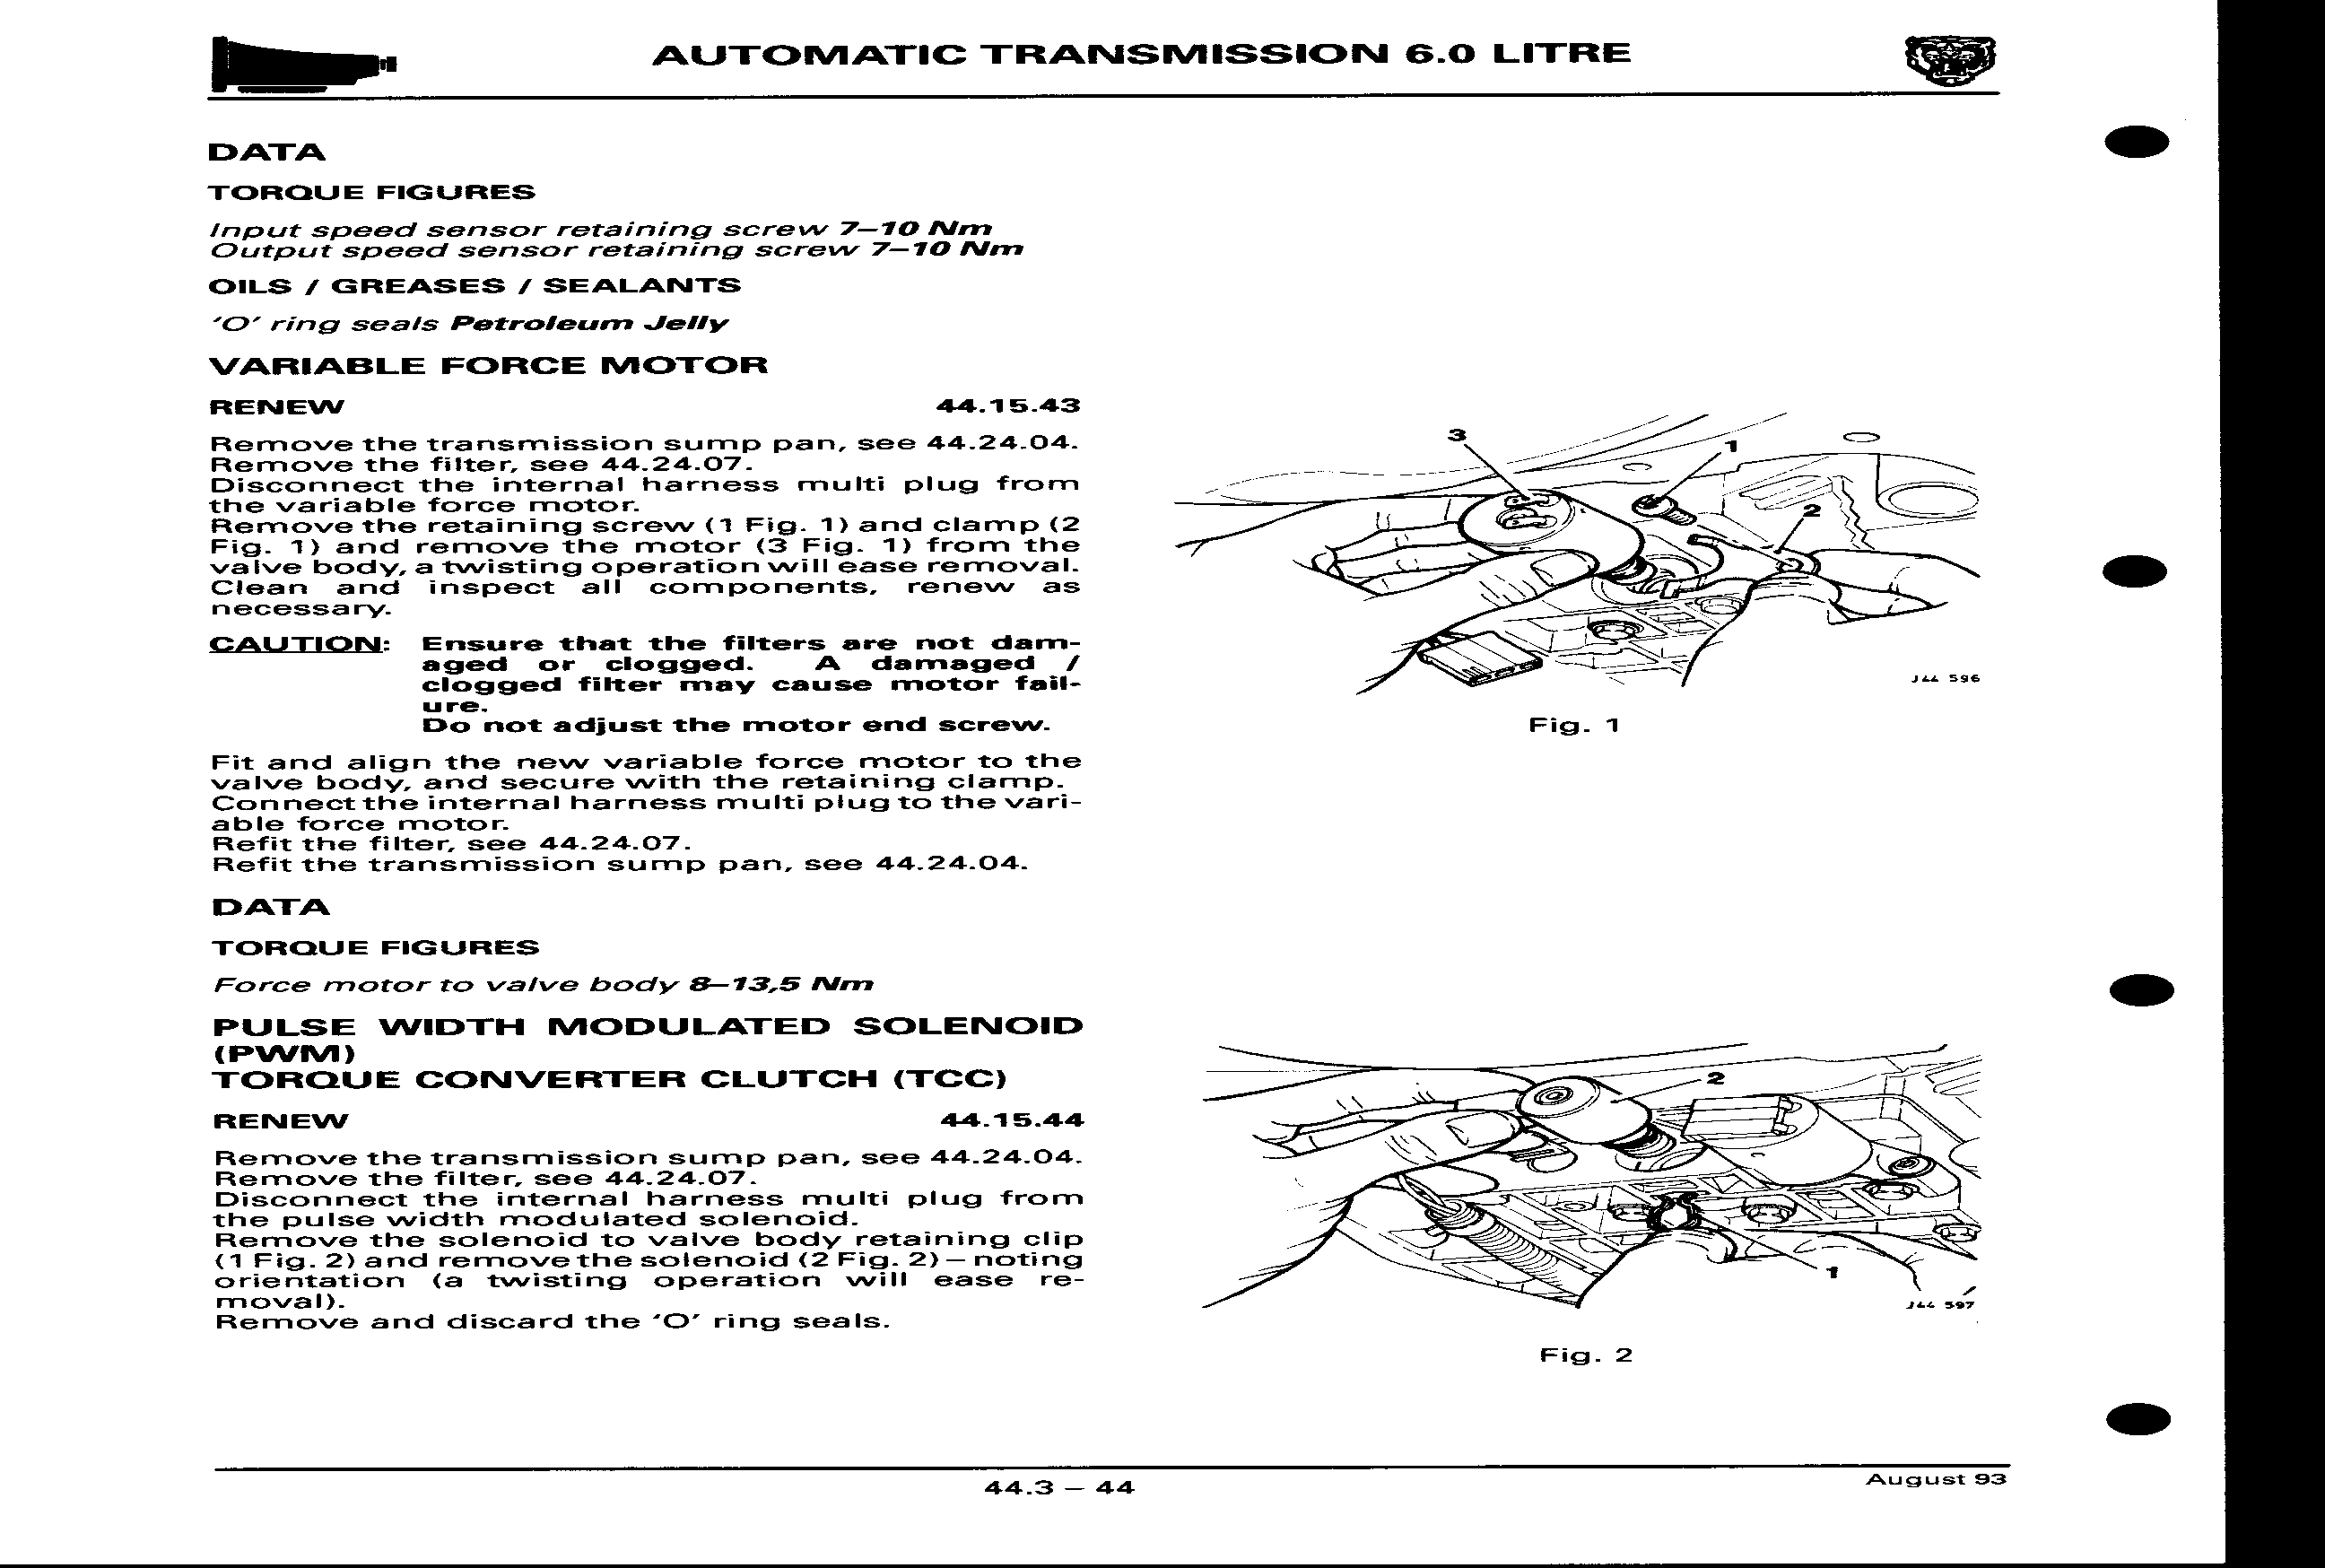 AUTOMATIC TRANSMISSION 6.0 LITRE
DATA
TORQUE FIGURES
Input speed sensor retaining screw 7–10 Nm
Output speed sensor retaining screw 7–10 Nm
OILS / GREASES / SEALANTS
‘O’ ring seals Petroleum Jelly
VARIABLE FORCE MOTOR
RENEW 44.15.43
Remove the transmission sump pan, see 44.24.04.
Remove the filter, see 44.24.07.
Disconnect the internal harness multi plug from
the variable force motor.
Remove the retaining screw (1 Fig. 1) and clamp (2
Fig. 1) and remove the motor (3 Fig. 1) from the
valve body, a twisting operation will ease removal.
Clean and inspect all components, renew as
necessary.
CAUTION: Ensure that the filters are not dam-
aged or clogged. A damaged /
clogged filter may cause motor fail-
ure.
Do not adjust the motor end screw.
Fit and align the new variable force motor to the
valve body, and secure with the retaining clamp.
Connect the internal harness multi plug to the vari-
able force motor.
Refit the filter, see 44.24.07.
Refit the transmission sump pan, see 44.24.04.
DATA
TORQUE FIGURES
Force motor to valve body 8–13,5 Nm
PULSE WIDTH MODULATED SOLENOID
(PWM)
TORQUE CONVERTER CLUTCH (TCC)
RENEW 44.15.44
Remove the transmission sump pan, see 44.24.04.
Remove the filter, see 44.24.07.
Disconnect the internal harness multi plug from
the pulse width modulated solenoid.
Remove the solenoid to valve body retaining clip
(1 Fig. 2) and remove the solenoid (2 Fig. 2) – noting
orientation (a twisting operation will ease re-
moval).
Remove and discard the ‘O’ ring seals.
3
1
2
J44 596
Fig. 1
2
1
J44 597
Fig. 2
44.3 – 44
August 93